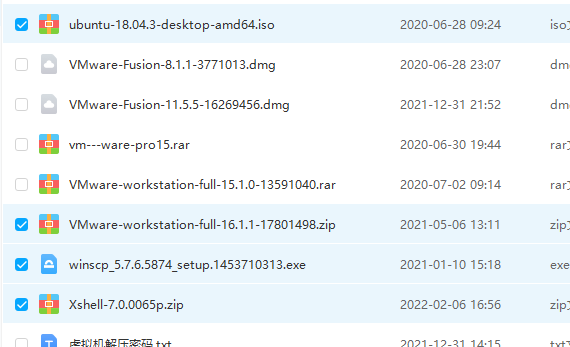 ubuntu-18.04.3-desktop-amd64.iso 2020-06-28 09:24 iso
VMware-Fusion-8.1.1-3771013.dmg 2020-06-28 23:07 dm
VMware-Fusion-11.5.5-16269456.dmg 2021-12-31 21:52 dm
vm---ware-pro15.rar 2020-06-30 19:44 rar
VMware-workstation-full-15.1.0-13591040.rar 2020-07-02 09:14 rar
VMware-workstation-full-16.1.1-17801498.zip 2021-05-06 13:11 zip
winscp_5.7.6.5874_setup.1453710313.exe 2021-01-10 15:18 exe
Xshell-7.0.0065p.zip 2022-02-06 16:56 zip
虚拟机解压密码.txt 2021-12-31 14:15 txt